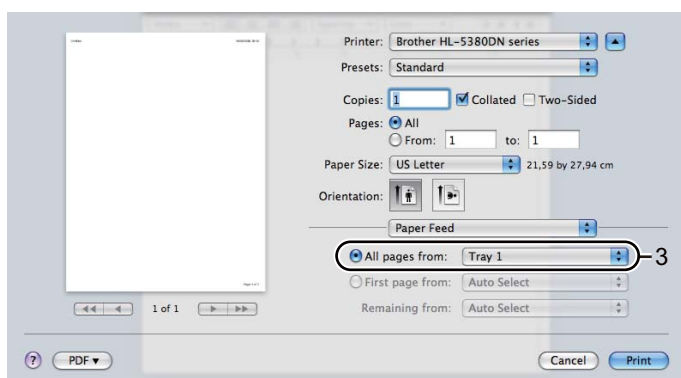 Printer: Brother HL-5380DN series
Presets: Standard
Copies: 1 Collated Two-Sided
Pages: All
From: 1 to: 1
Paper Size: US Letter 21,59 by 27,94 cm
Orientation:
Paper Feed
All pages from: Tray 1 3
First page from: Auto Select
1 of 1 Remaining from: Auto Select
? PDF Cancel Print